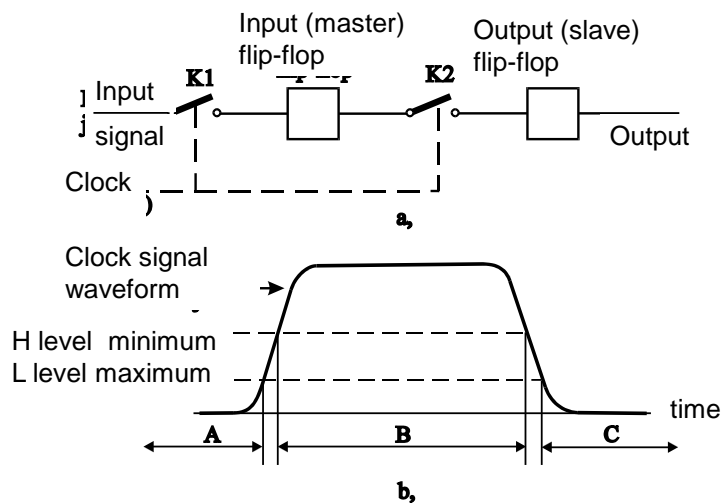 Input (master)
flip-flop
Output (slave)
flip-flop
K1
K2
Input
signal
Output
Clock
a,
Clock signal
waveform
H level minimum
L level maximum
time
A
B
C
b,